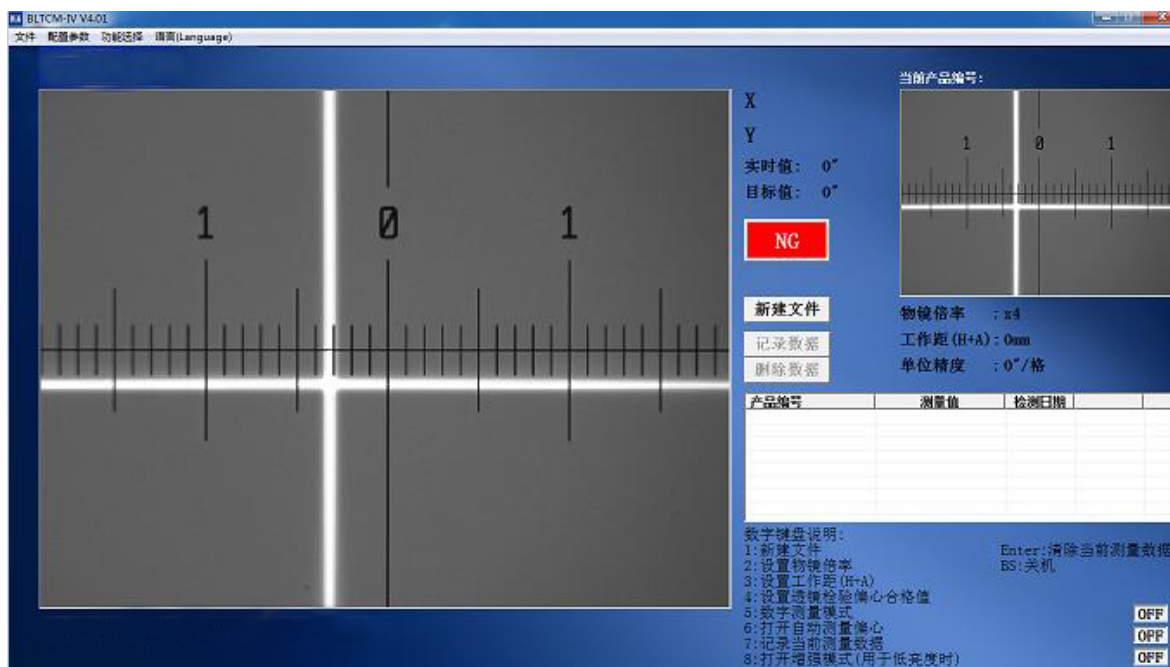 BLTCM-IV V4.01
文件 配置参数 功能选择 语言(Language)
当前产品编号:
X
Y
实时值: 0"
目标值: 0"
NG
1 0 1
1 0 1
新建文件
记录数据
删除数据
物镜倍率 :x4
工作距(H+A):0mm
单位精度 :0"/格
产品编号 测量值 检测日期
数字键盘说明:
1:新建文件
2:设置物镜倍率
3:设置工作距(H+A)
4:设置透镜检验偏心合格值
5:数字测量模式
6:打开自动测量偏心
7:记录当前测量数据
8:打开增强模式(用于低亮度时)
Enter:清除当前测量数据
BS:关机
OFF
OFF
OFF